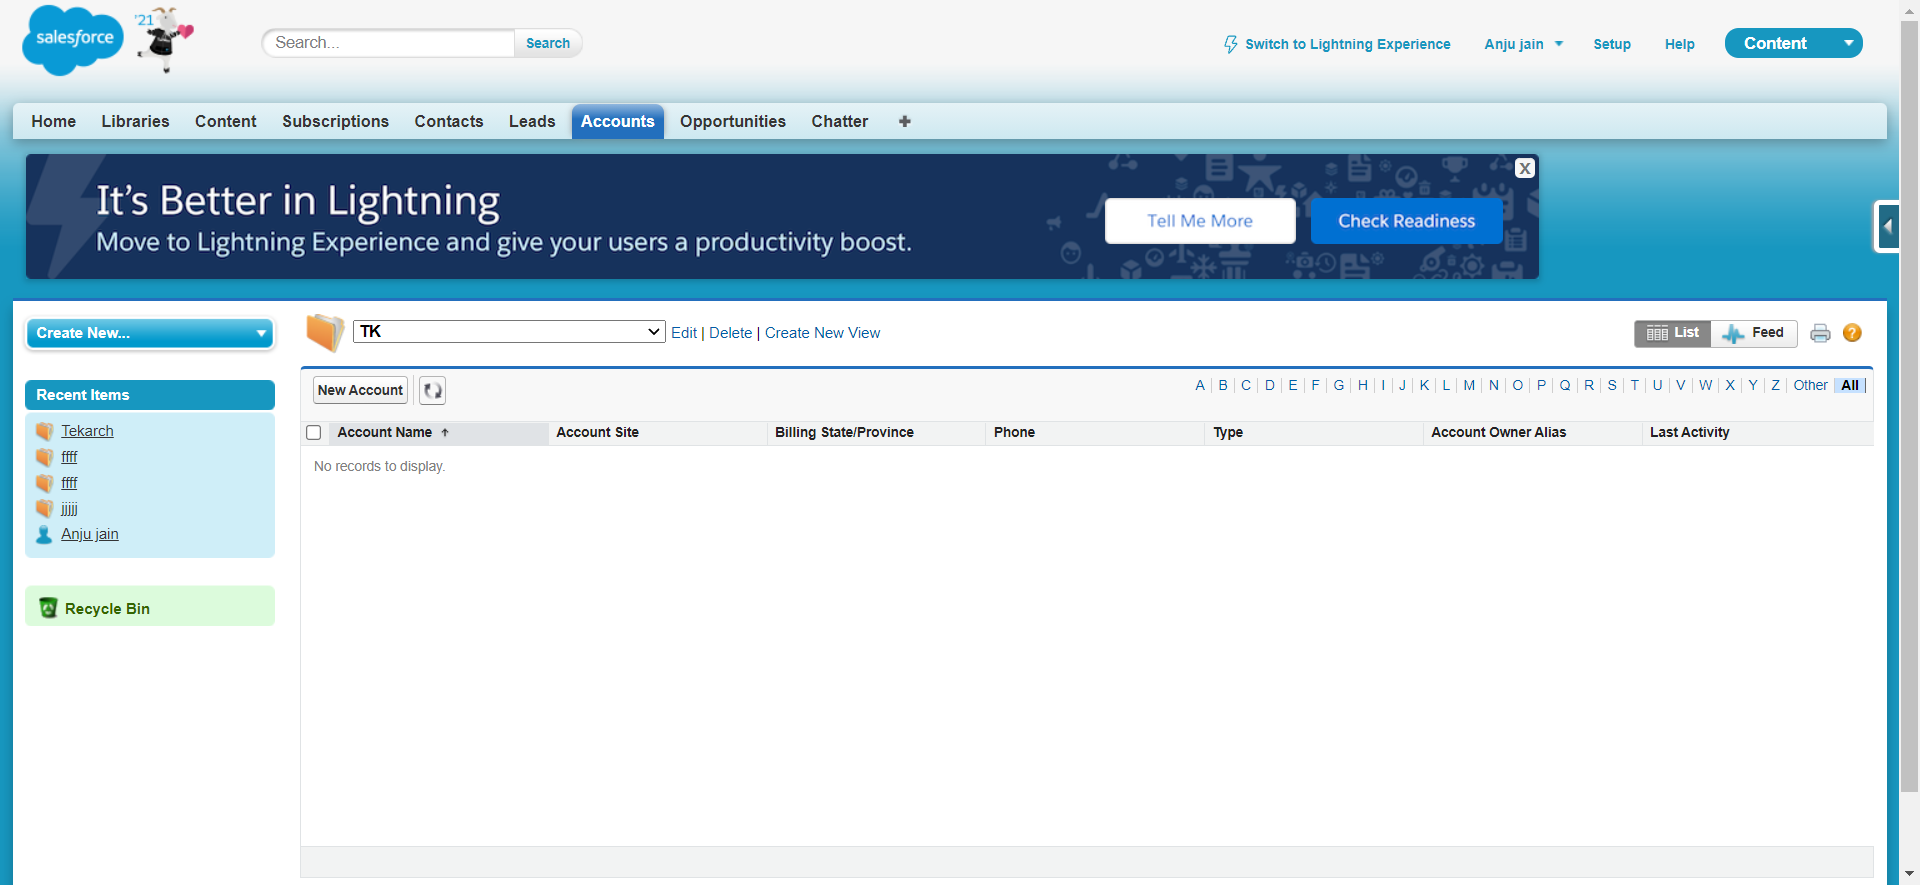 salesforce
'21
Search...
Search
Switch to Lightning Experience
Anju jain
Setup
Help
Content
Home
Libraries
Content
Subscriptions
Contacts
Leads
Accounts
Opportunities
Chatter
+
It's Better in Lightning
Move to Lightning Experience and give your users a productivity boost.
Tell Me More
Check Readiness
X
Create New...
TK
Edit | Delete | Create New View
List
Feed
?
Recent Items
Tekarch
ffff
ffff
jjjjj
Anju jain
Recycle Bin
New Account
A | B | C | D | E | F | G | H | I | J | K | L | M | N | O | P | Q | R | S | T | U | V | W | X | Y | Z | Other | All |
Account Name ↑
Account Site
Billing State/Province
Phone
Type
Account Owner Alias
Last Activity
No records to display.